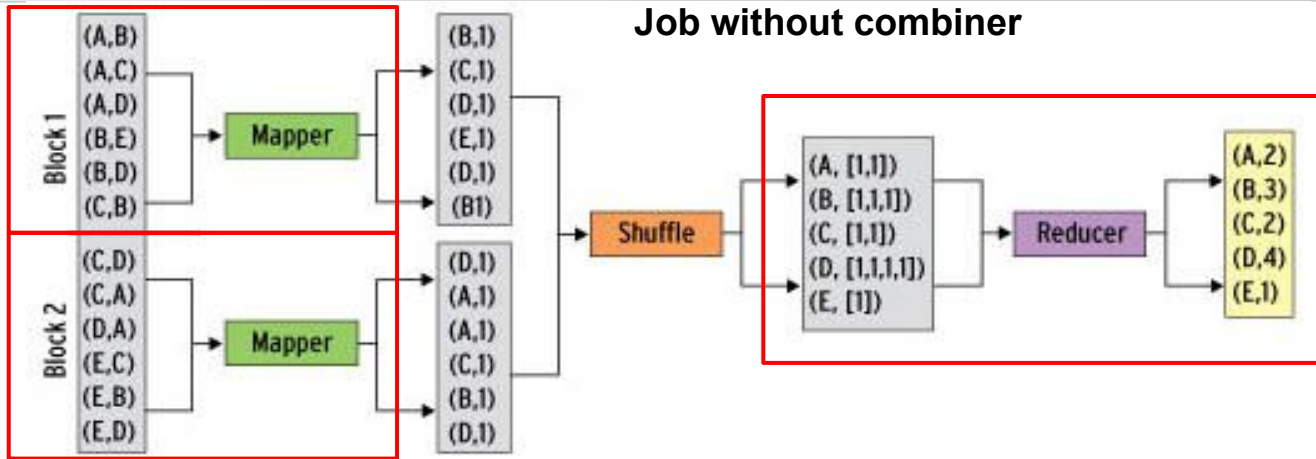 Job without combiner
Block 1
(A,B)
(A,C)
(A,D)
(B,E)
(B,D)
(C,B)
Mapper
(B,1)
(C,1)
(D,1)
(E,1)
(D,1)
(B1)
Block 2
(C,D)
(C,A)
(D,A)
(E,C)
(E,B)
(E,D)
Mapper
(D,1)
(A,1)
(A,1)
(C,1)
(B,1)
(D,1)
Shuffle
(A, [1,1])
(B, [1,1,1])
(C, [1,1])
(D, [1,1,1,1])
(E, [1])
Reducer
(A,2)
(B,3)
(C,2)
(D,4)
(E,1)